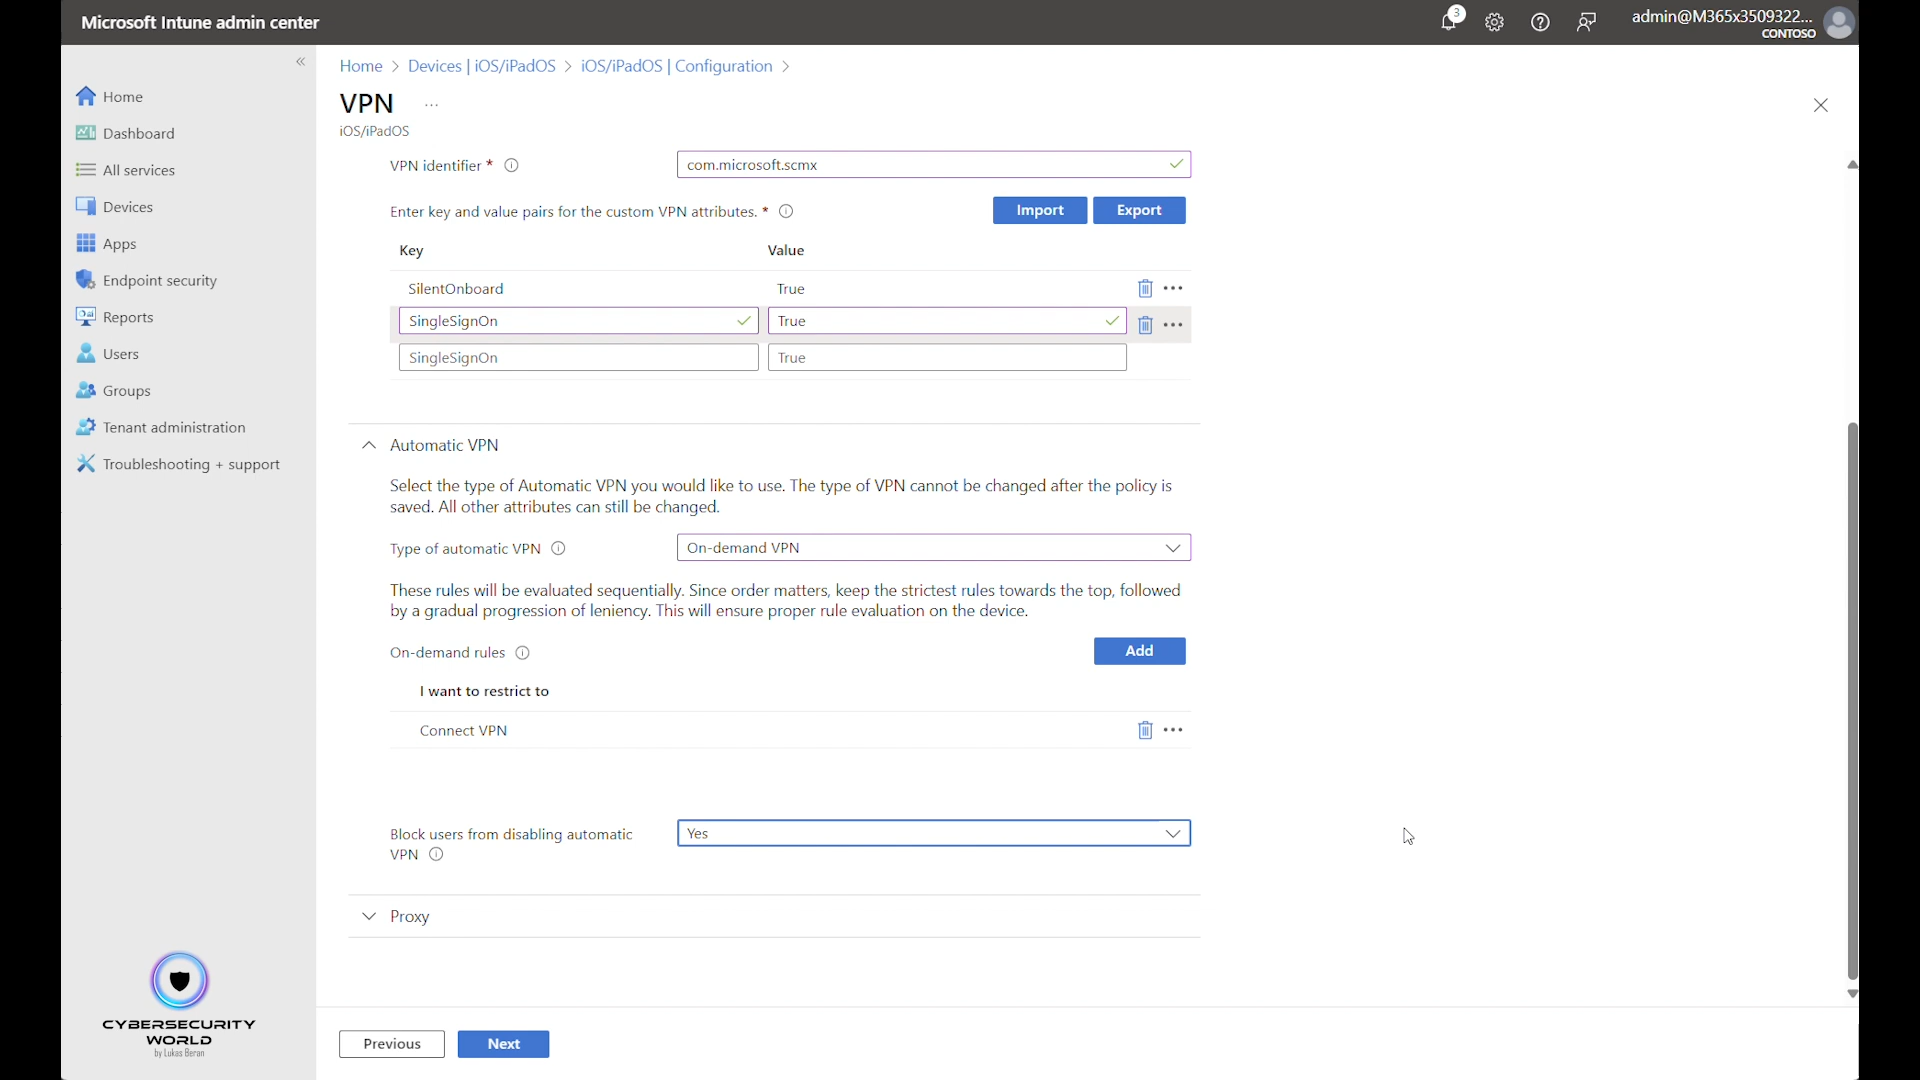 Microsoft Intune admin center
3
admin@M365x3509322...
CONTOSO
«
Home
Dashboard
All services
Devices
Apps
Endpoint security
Reports
Users
Groups
Tenant administration
Troubleshooting + support
CYBERSECURITY
WORLD
by Lukas Beran
Home > Devices | iOS/iPadOS > iOS/iPadOS | Configuration >
VPN ...
iOS/iPadOS
VPN identifier * com.microsoft.scmx
Enter key and value pairs for the custom VPN attributes. * Import Export
Key Value
SilentOnboard True
SingleSignOn True
SingleSignOn True
Automatic VPN
Select the type of Automatic VPN you would like to use. The type of VPN cannot be changed after the policy is
saved. All other attributes can still be changed.
Type of automatic VPN On-demand VPN
These rules will be evaluated sequentially. Since order matters, keep the strictest rules towards the top, followed
by a gradual progression of leniency. This will ensure proper rule evaluation on the device.
On-demand rules Add
I want to restrict to
Connect VPN
Block users from disabling automatic Yes
VPN
Proxy
Previous Next